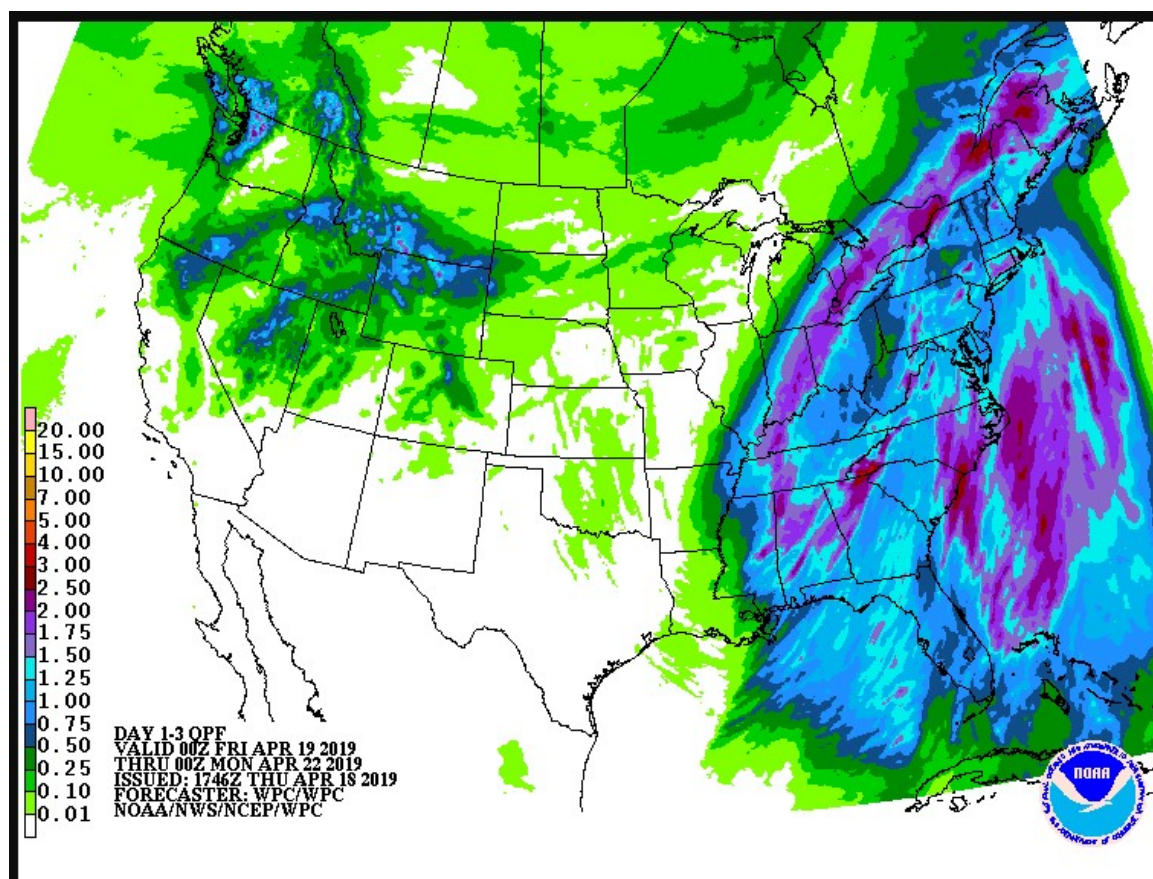 20.00
15.00
10.00
7.00
5.00
4.00
3.00
2.50
2.00
1.75
1.50
1.25
1.00
0.75
0.50
0.25
0.10
0.01
DAY 1-3 QPF
VALID 00Z FRI APR 19 2019
THRU 00Z MON APR 22 2019
ISSUED: 1746Z THU APR 18 2019
FORECASTER: WPC/WPC
NOAA/NWS/NCEP/WPC
NOAA